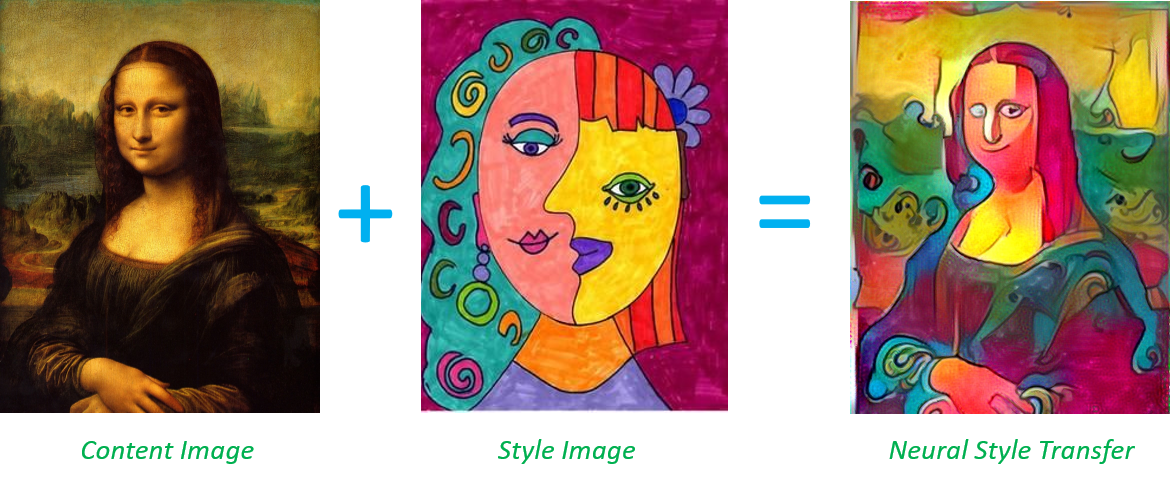 +
=
Content Image
Style Image
Neural Style Transfer